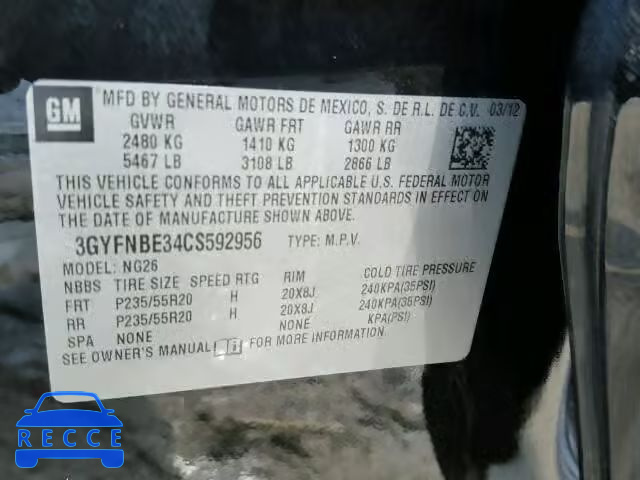 GM
MFD BY GENERAL MOTORS DE MEXICO, S. DE R.L. DE C.V. 03/12
GVWR GAWR FRT GAWR RR
2480 KG 1410 KG 1300 KG
5467 LB 3108 LB 2866 LB
THIS VEHICLE CONFORMS TO ALL APPLICABLE U.S. FEDERAL MOTOR
VEHICLE SAFETY AND THEFT PREVENTION STANDARDS IN EFFECT ON
THE DATE OF MANUFACTURE SHOWN ABOVE.
3GYFNBE34CS592956 TYPE: M.P.V.
MODEL: NG26
NBBS TIRE SIZE SPEED RTG RIM COLD TIRE PRESSURE
FRT P235/55R20 H 20X8J 240KPA(35PSI)
RR P235/55R20 H 20X8J 240KPA(35PSI)
SPA NONE NONE KPA(PSI)
SEE OWNER'S MANUAL FOR MORE INFORMATION.
RECCE